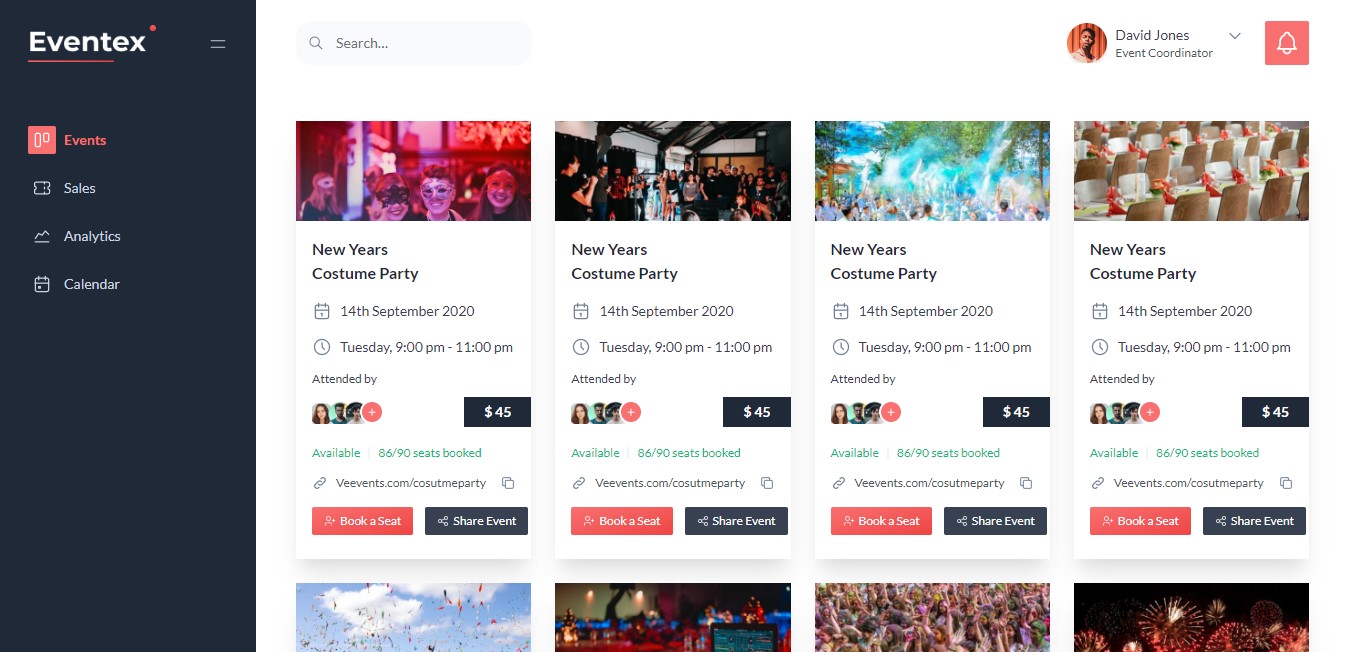 Eventex
Search...
David Jones
Event Coordinator
Events
Sales
Analytics
Calendar
New Years
Costume Party
14th September 2020
Tuesday, 9:00 pm - 11:00 pm
Attended by
+
$ 45
Available
86/90 seats booked
Veevents.com/cosutmeparty
Book a Seat
Share Event
New Years
Costume Party
14th September 2020
Tuesday, 9:00 pm - 11:00 pm
Attended by
+
$ 45
Available
86/90 seats booked
Veevents.com/cosutmeparty
Book a Seat
Share Event
New Years
Costume Party
14th September 2020
Tuesday, 9:00 pm - 11:00 pm
Attended by
+
$ 45
Available
86/90 seats booked
Veevents.com/cosutmeparty
Book a Seat
Share Event
New Years
Costume Party
14th September 2020
Tuesday, 9:00 pm - 11:00 pm
Attended by
+
$ 45
Available
86/90 seats booked
Veevents.com/cosutmeparty
Book a Seat
Share Event